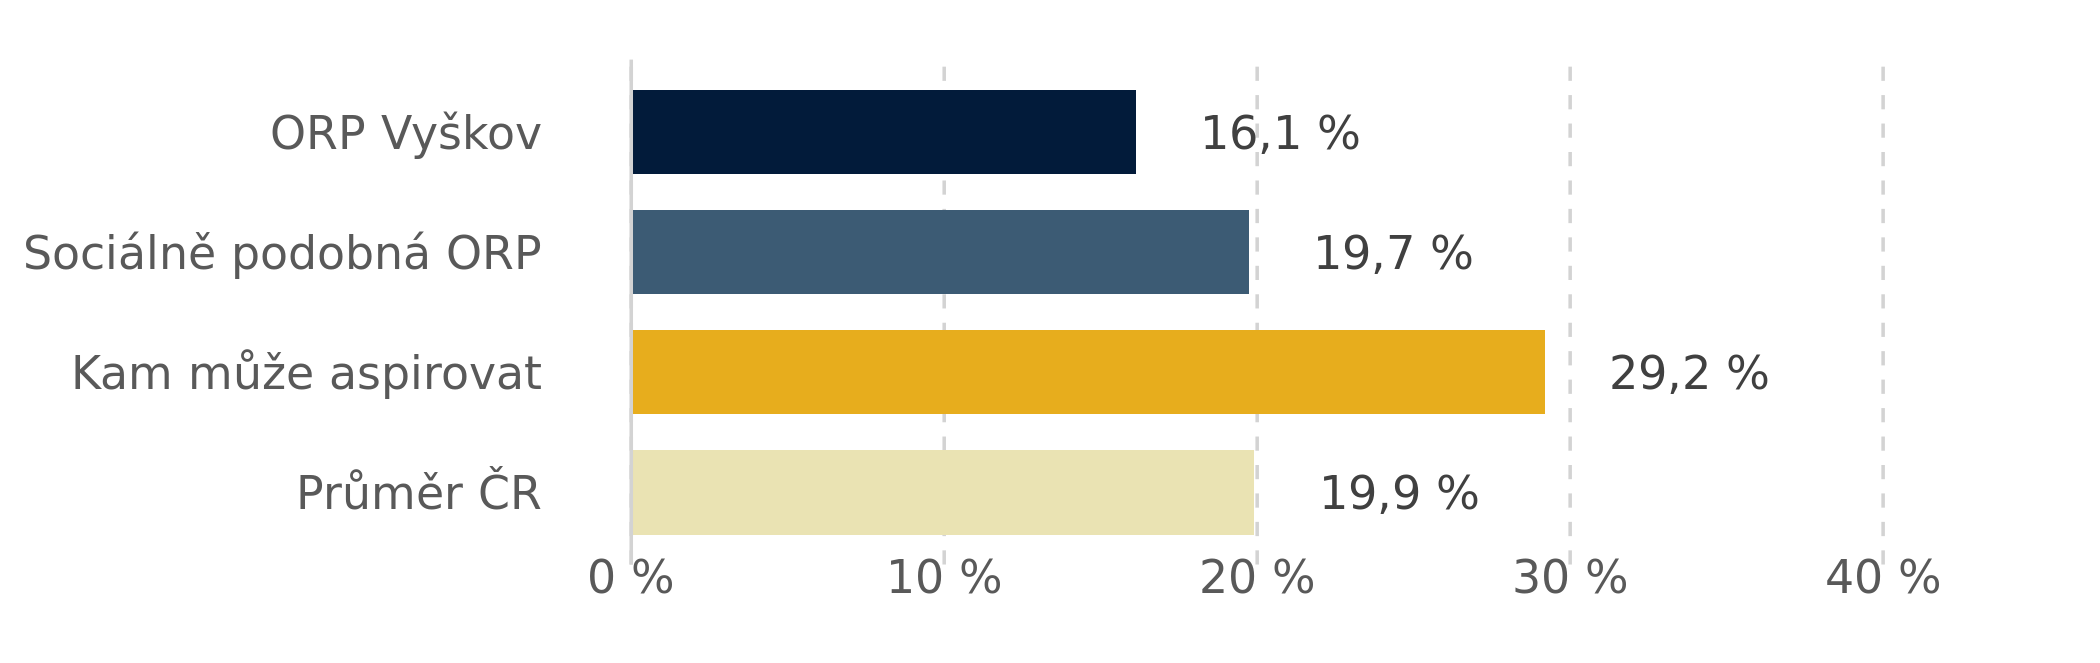 ORP Vyškov 16,1 %
Sociálně podobná ORP 19,7 %
Kam může aspirovat 29,2 %
Průměr ČR 19,9 %
0 % 10 % 20 % 30 % 40 %